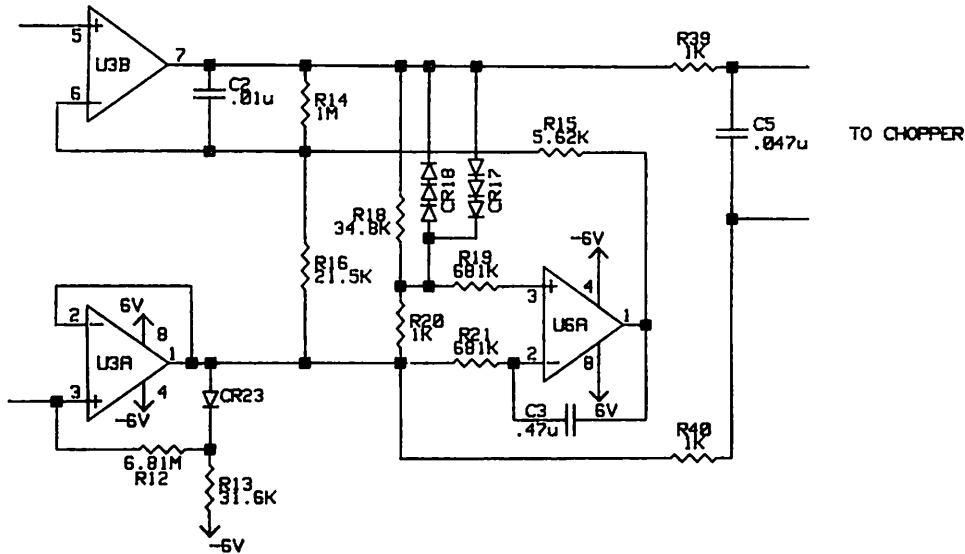 5
U3B
7
6
C2
.01u
R14
1M
R39
1K
C5
.047u
TO CHOPPER
R15
5.62K
CR18
CR17
R18
34.8K
R16
21.5K
R19
681K
-6V
4
3
U6A
1
R20
1K
R21
681K
2
8
6V
C3
.47u
R40
1K
2
6V
8
U3A
1
3
-6V
4
CR23
6.81M
R12
R13
31.6K
-6V